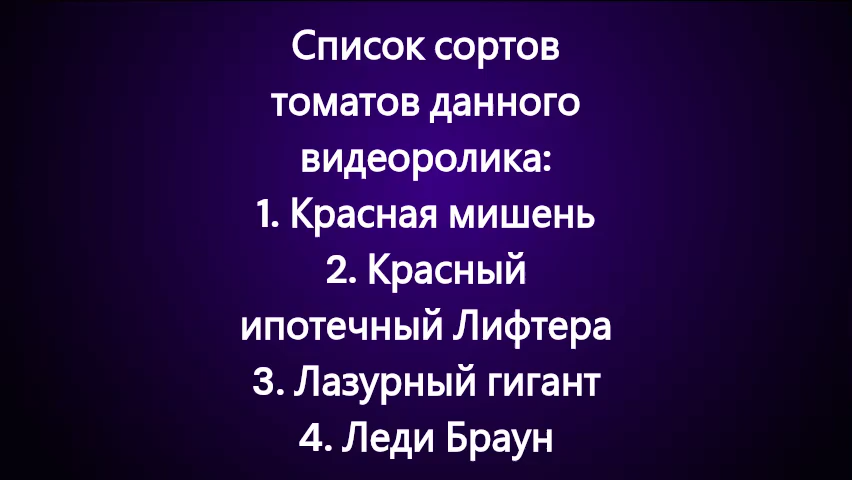 Список сортов
томатов данного
видеоролика:
1. Красная мишень
2. Красный
ипотечный Лифтера
3. Лазурный гигант
4. Леди Браун